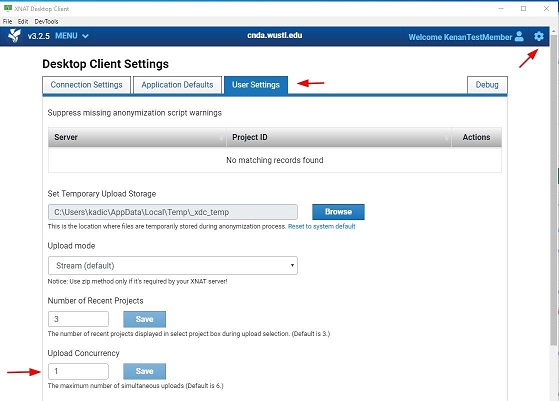 XNAT Desktop Client
File Edit DevTools
v3.2.5 MENU cnda.wustl.edu Welcome KenanTestMember
Desktop Client Settings
Connection Settings Application Defaults User Settings Debug
Suppress missing anonymization script warnings
Server Project ID Actions
No matching records found
Set Temporary Upload Storage
C:\Users\kadic\AppData\Local\Temp\_xdc_temp Browse
This is the location where files are temporarily stored during anonymization process. Reset to system default
Upload mode
Stream (default)
Notice: Use zip method only if it's required by your XNAT server!
Number of Recent Projects
3 Save
The number of recent projects displayed in select project box during upload selection. (Default is 3.)
Upload Concurrency
1 Save
The maximum number of simultaneous uploads (Default is 6.)